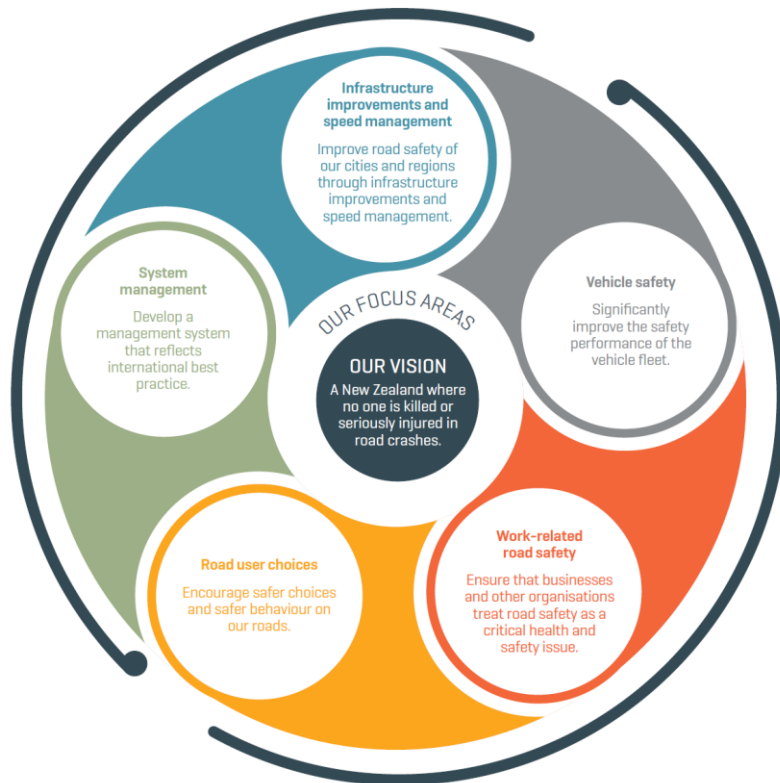 Infrastructure
improvements and
speed management
Improve road safety of
our cities and regions
through infrastructure
improvements and
speed management.
Vehicle safety
Significantly
improve the safety
performance of the
vehicle fleet.
Work-related
road safety
Ensure that businesses
and other organisations
treat road safety as a
critical health and
safety issue.
Road user choices
Encourage safer choices
and safer behaviour on
our roads.
System
management
Develop a
management system
that reflects
international best
practice.
OUR FOCUS AREAS
OUR VISION
A New Zealand where
no one is killed or
seriously injured in
road crashes.